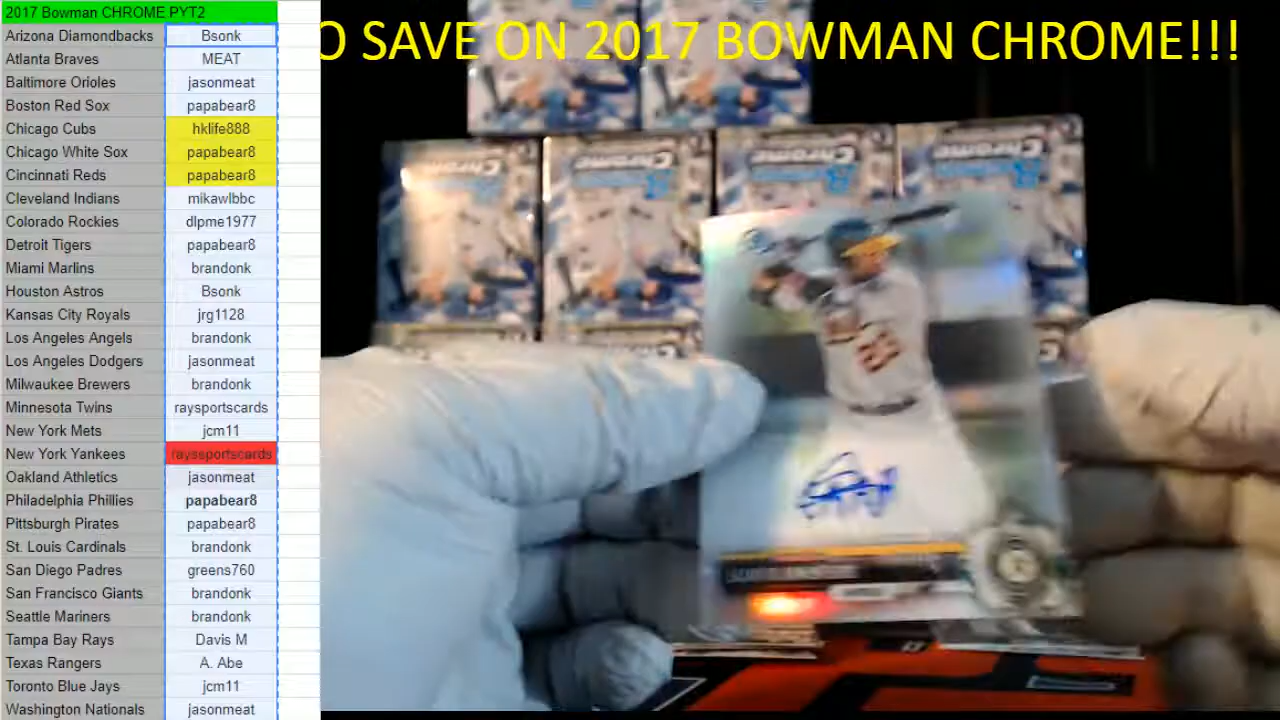 2017 Bowman CHROME PYT2
O SAVE ON 2017 BOWMAN CHROME!!!
Arizona Diamondbacks Bsonk
Atlanta Braves MEAT
Baltimore Orioles jasonmeat
Boston Red Sox papabear8
Chicago Cubs hklife888
Chicago White Sox papabear8
Cincinnati Reds papabear8
Cleveland Indians mikawlbbc
Colorado Rockies dlpme1977
Detroit Tigers papabear8
Miami Marlins brandonk
Houston Astros Bsonk
Kansas City Royals jrg1128
Los Angeles Angels brandonk
Los Angeles Dodgers jasonmeat
Milwaukee Brewers brandonk
Minnesota Twins raysportscards
New York Mets jcm11
New York Yankees rayssportscards
Oakland Athletics jasonmeat
Philadelphia Phillies papabear8
Pittsburgh Pirates papabear8
St. Louis Cardinals brandonk
San Diego Padres greens760
San Francisco Giants brandonk
Seattle Mariners brandonk
Tampa Bay Rays Davis M
Texas Rangers A. Abe
Toronto Blue Jays jcm11
Washington Nationals jasonmeat
Chrome
Chrome
Chrome
Chrome